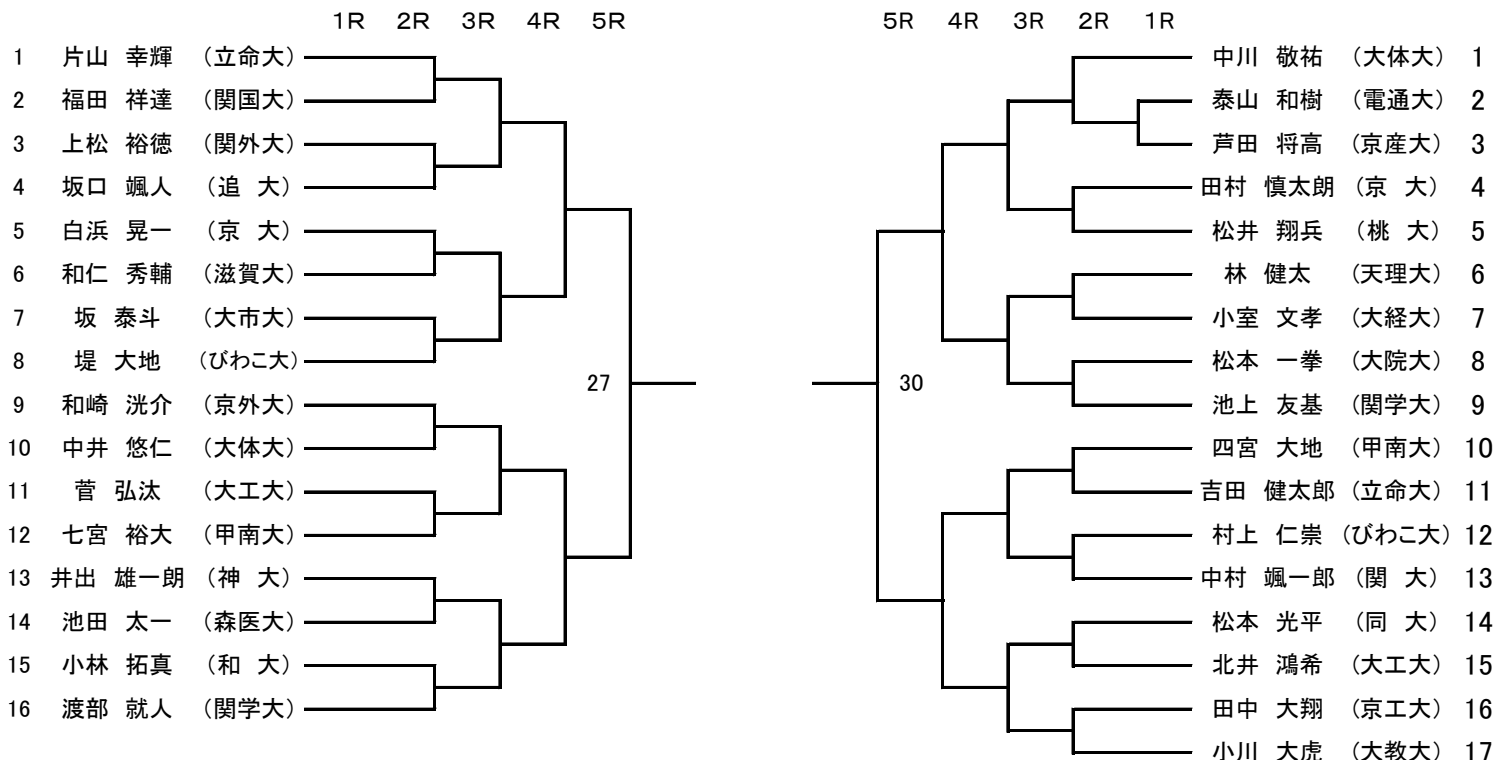 1R 2R 3R 4R 5R
1 片山 幸輝 （立命大）
2 福田 祥達 （関国大）
3 上松 裕徳 （関外大）
4 坂口 颯人 （追 大）
5 白浜 晃一 （京 大）
6 和仁 秀輔 （滋賀大）
7 坂 泰斗 （大市大）
8 堤 大地 （びわこ大）
27
9 和崎 洸介 （京外大）
10 中井 悠仁 （大体大）
11 菅 弘汰 （大工大）
12 七宮 裕大 （甲南大）
13 井出 雄一朗 （神 大）
14 池田 太一 （森医大）
15 小林 拓真 （和 大）
16 渡部 就人 （関学大）
5R 4R 3R 2R 1R
中川 敬祐 （大体大） 1
泰山 和樹 （電通大） 2
芦田 将高 （京産大） 3
田村 慎太朗 （京 大） 4
松井 翔兵 （桃 大） 5
林 健太 （天理大） 6
小室 文孝 （大経大） 7
松本 一拳 （大院大） 8
30
池上 友基 （関学大） 9
四宮 大地 （甲南大） 10
吉田 健太郎 （立命大） 11
村上 仁崇 （びわこ大） 12
中村 颯一郎 （関 大） 13
松本 光平 （同 大） 14
北井 鴻希 （大工大） 15
田中 大翔 （京工大） 16
小川 大虎 （大教大） 17